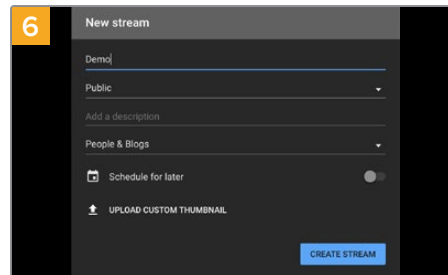 6
New stream
Demo
Public
Add a description
People & Blogs
Schedule for later
UPLOAD CUSTOM THUMBNAIL
CREATE STREAM